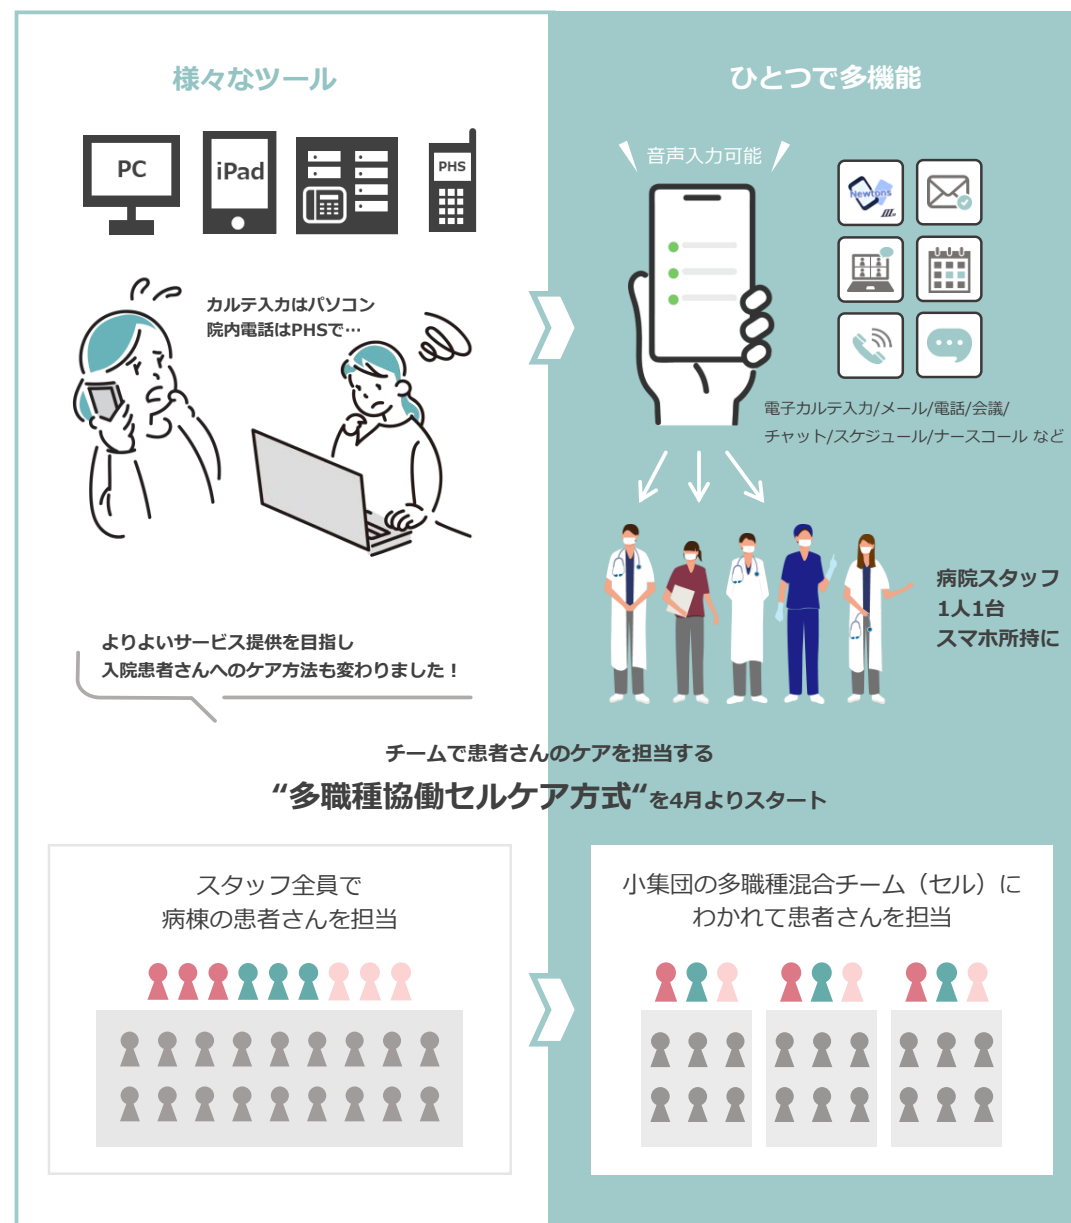 様々なツール
PC
iPad
PHS
カルテ入力はパソコン
院内電話はPHSで…
よりよいサービス提供を目指し
入院患者さんへのケア方法も変わりました！
ひとつで多機能
音声入力可能
Newtons
電子カルテ入力/メール/電話/会議/
チャット/スケジュール/ナースコール など
病院スタッフ
1人1台
スマホ所持に
チームで患者さんのケアを担当する
“多職種協働セルケア方式“を4月よりスタート
スタッフ全員で
病棟の患者さんを担当
小集団の多職種混合チーム（セル）に
わかれて患者さんを担当